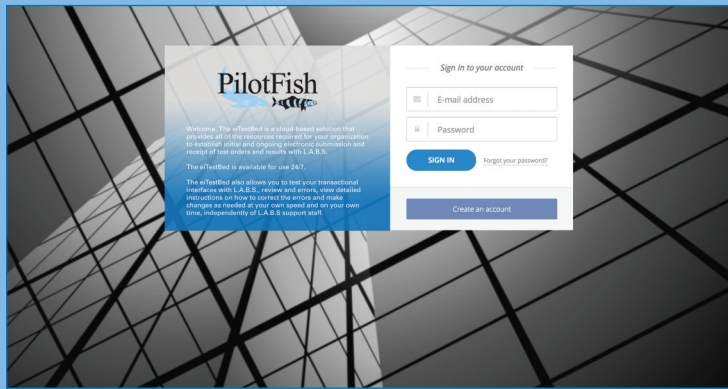 PilotFish
Welcome. The eiTestBed is a cloud-based solution that
provides all of the resources required for your organization
to establish initial and ongoing electronic submission and
receipt of test orders and results with L.A.B.S.
The eiTestBed is available for use 24/7.
The eiTestBed also allows you to test your transactional
interfaces with L.A.B.S., review and errors, view detailed
instructions on how to correct the errors and make
changes as needed at your own speed and on your own
time, independently of L.A.B.S support staff.
Sign In to your account
E-mail address
Password
SIGN IN Forgot your password?
Create an account